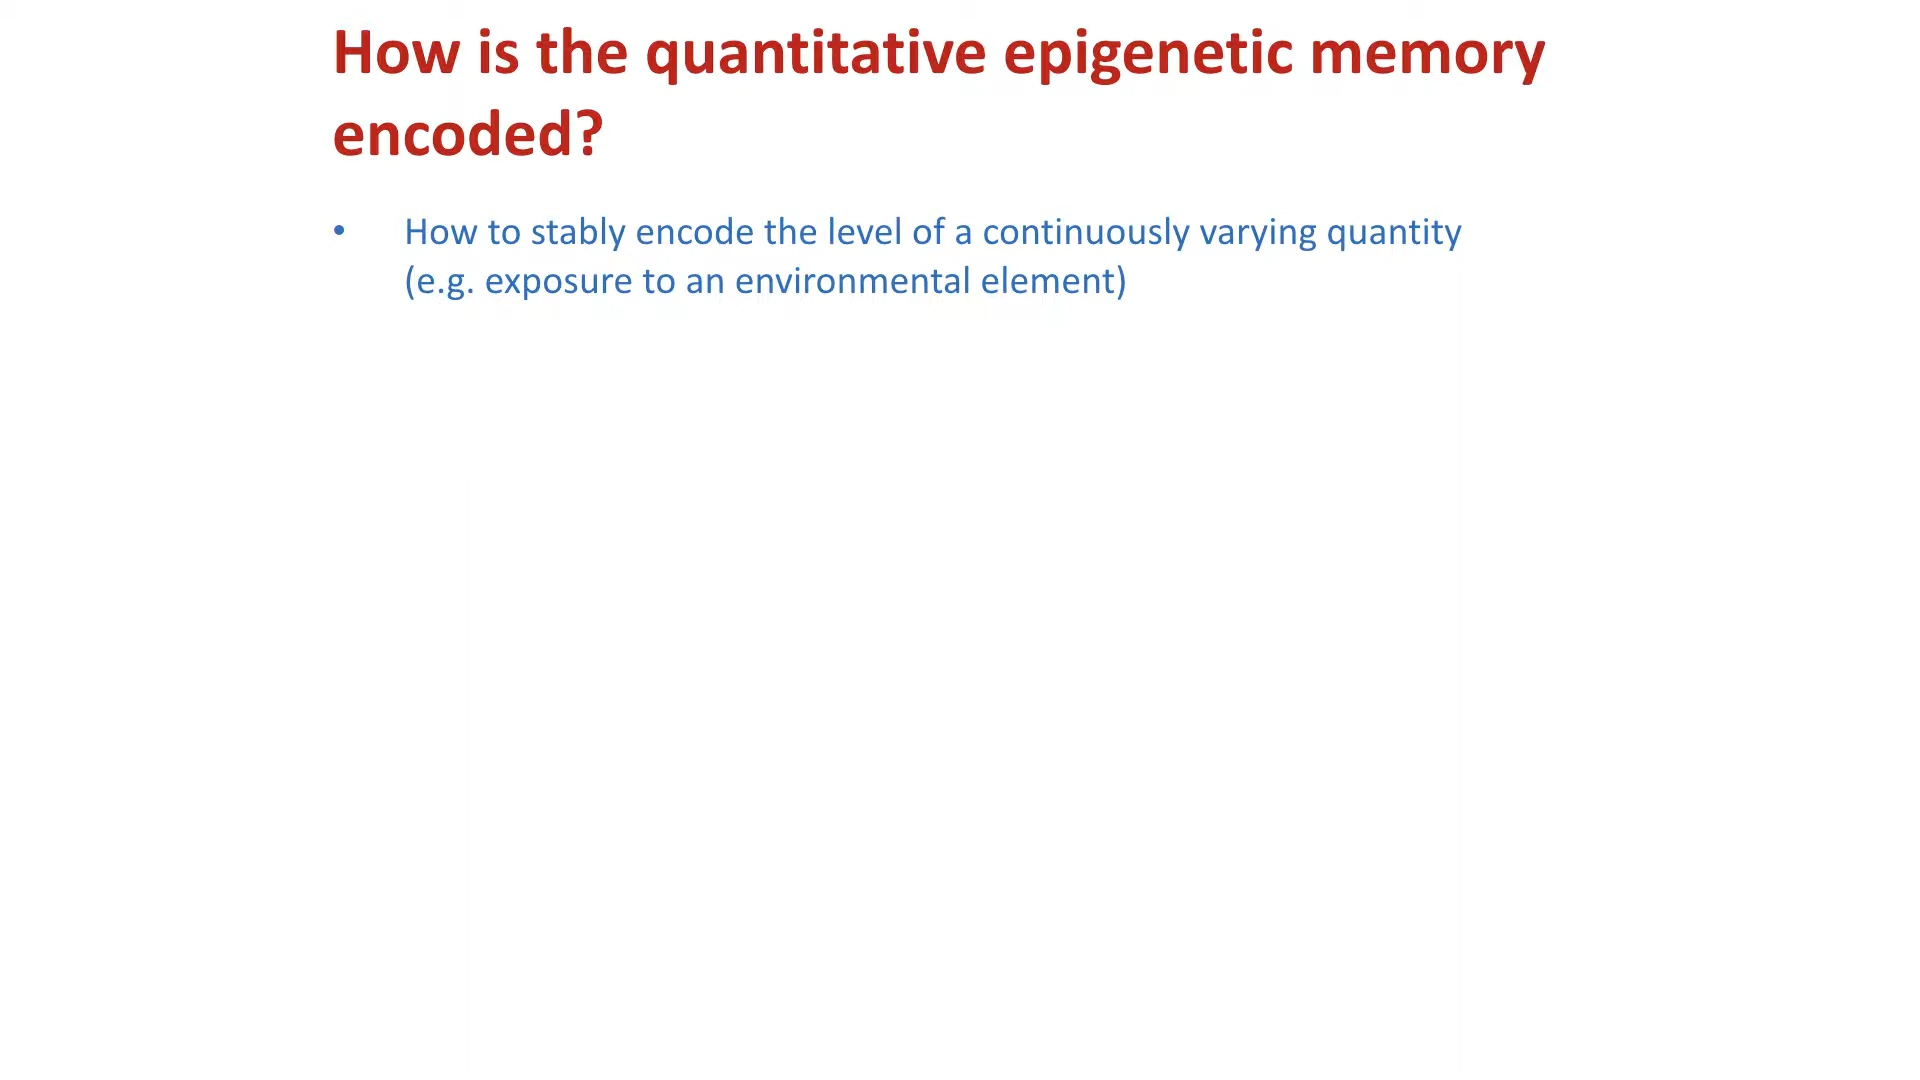 How is the quantitative epigenetic memory
encoded?
• How to stably encode the level of a continuously varying quantity
(e.g. exposure to an environmental element)